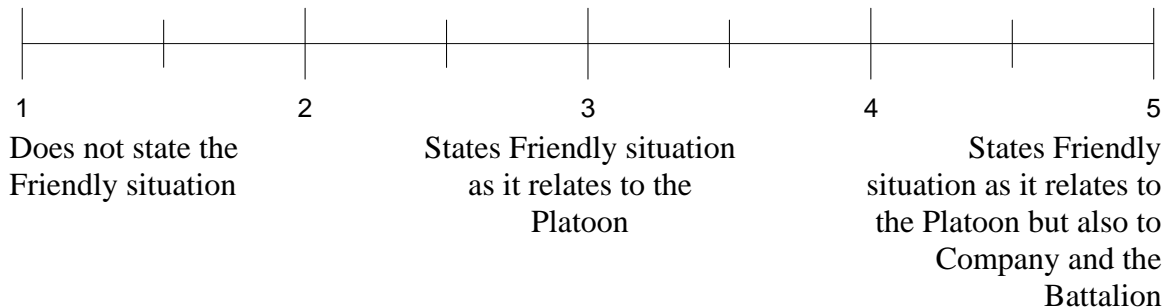 1 2 3 4 5
Does not state the
Friendly situation
States Friendly situation
as it relates to the
Platoon
States Friendly
situation as it relates to
the Platoon but also to
Company and the
Battalion